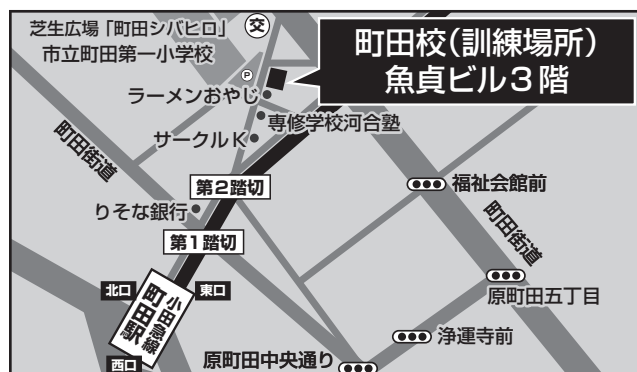 芝生広場「町田シバヒロ」
交
市立町田第一小学校
町田校(訓練場所)
魚貞ビル3階
P
ラーメンおやじ
専修学校河合塾
サークルK
町田街道
第2踏切
福祉会館前
りそな銀行
町田街道
第1踏切
北口
小田急線
町田駅
東口
原町田五丁目
浄運寺前
西口
原町田中央通り